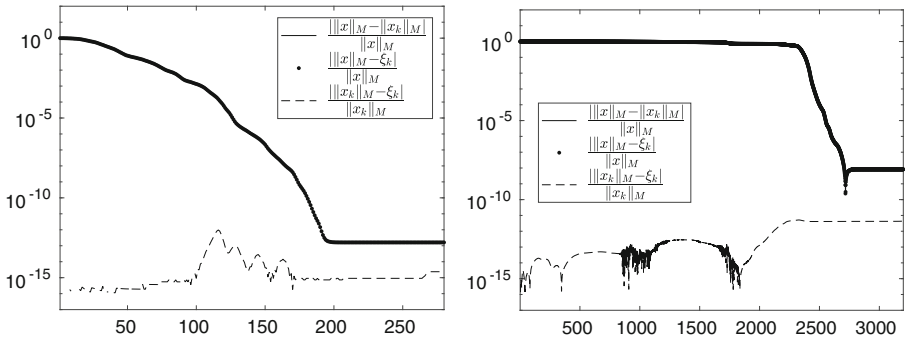 10^0
10^-5
10^-10
10^-15
50 100 150 200 250
|‖x‖_M−‖x_k‖_M| / ‖x‖_M
|‖x‖_M−ξ_k| / ‖x‖_M
|‖x_k‖_M−ξ_k| / ‖x_k‖_M
10^0
10^-5
10^-10
10^-15
500 1000 1500 2000 2500 3000
|‖x‖_M−‖x_k‖_M| / ‖x‖_M
|‖x‖_M−ξ_k| / ‖x‖_M
|‖x_k‖_M−ξ_k| / ‖x_k‖_M